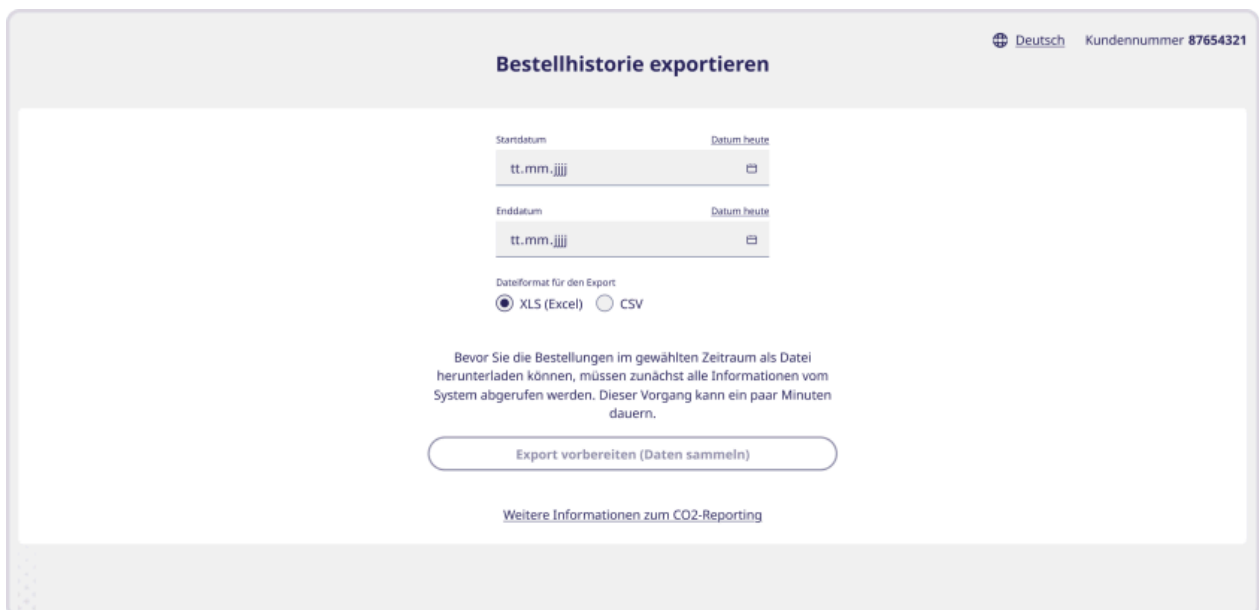 Deutsch Kundennummer 87654321
Bestellhistorie exportieren
Startdatum Datum heute
tt.mm.jjjj
Enddatum Datum heute
tt.mm.jjjj
Dateiformat für den Export
XLS (Excel) CSV
Bevor Sie die Bestellungen im gewählten Zeitraum als Datei
herunterladen können, müssen zunächst alle Informationen vom
System abgerufen werden. Dieser Vorgang kann ein paar Minuten
dauern.
Export vorbereiten (Daten sammeln)
Weitere Informationen zum CO2-Reporting